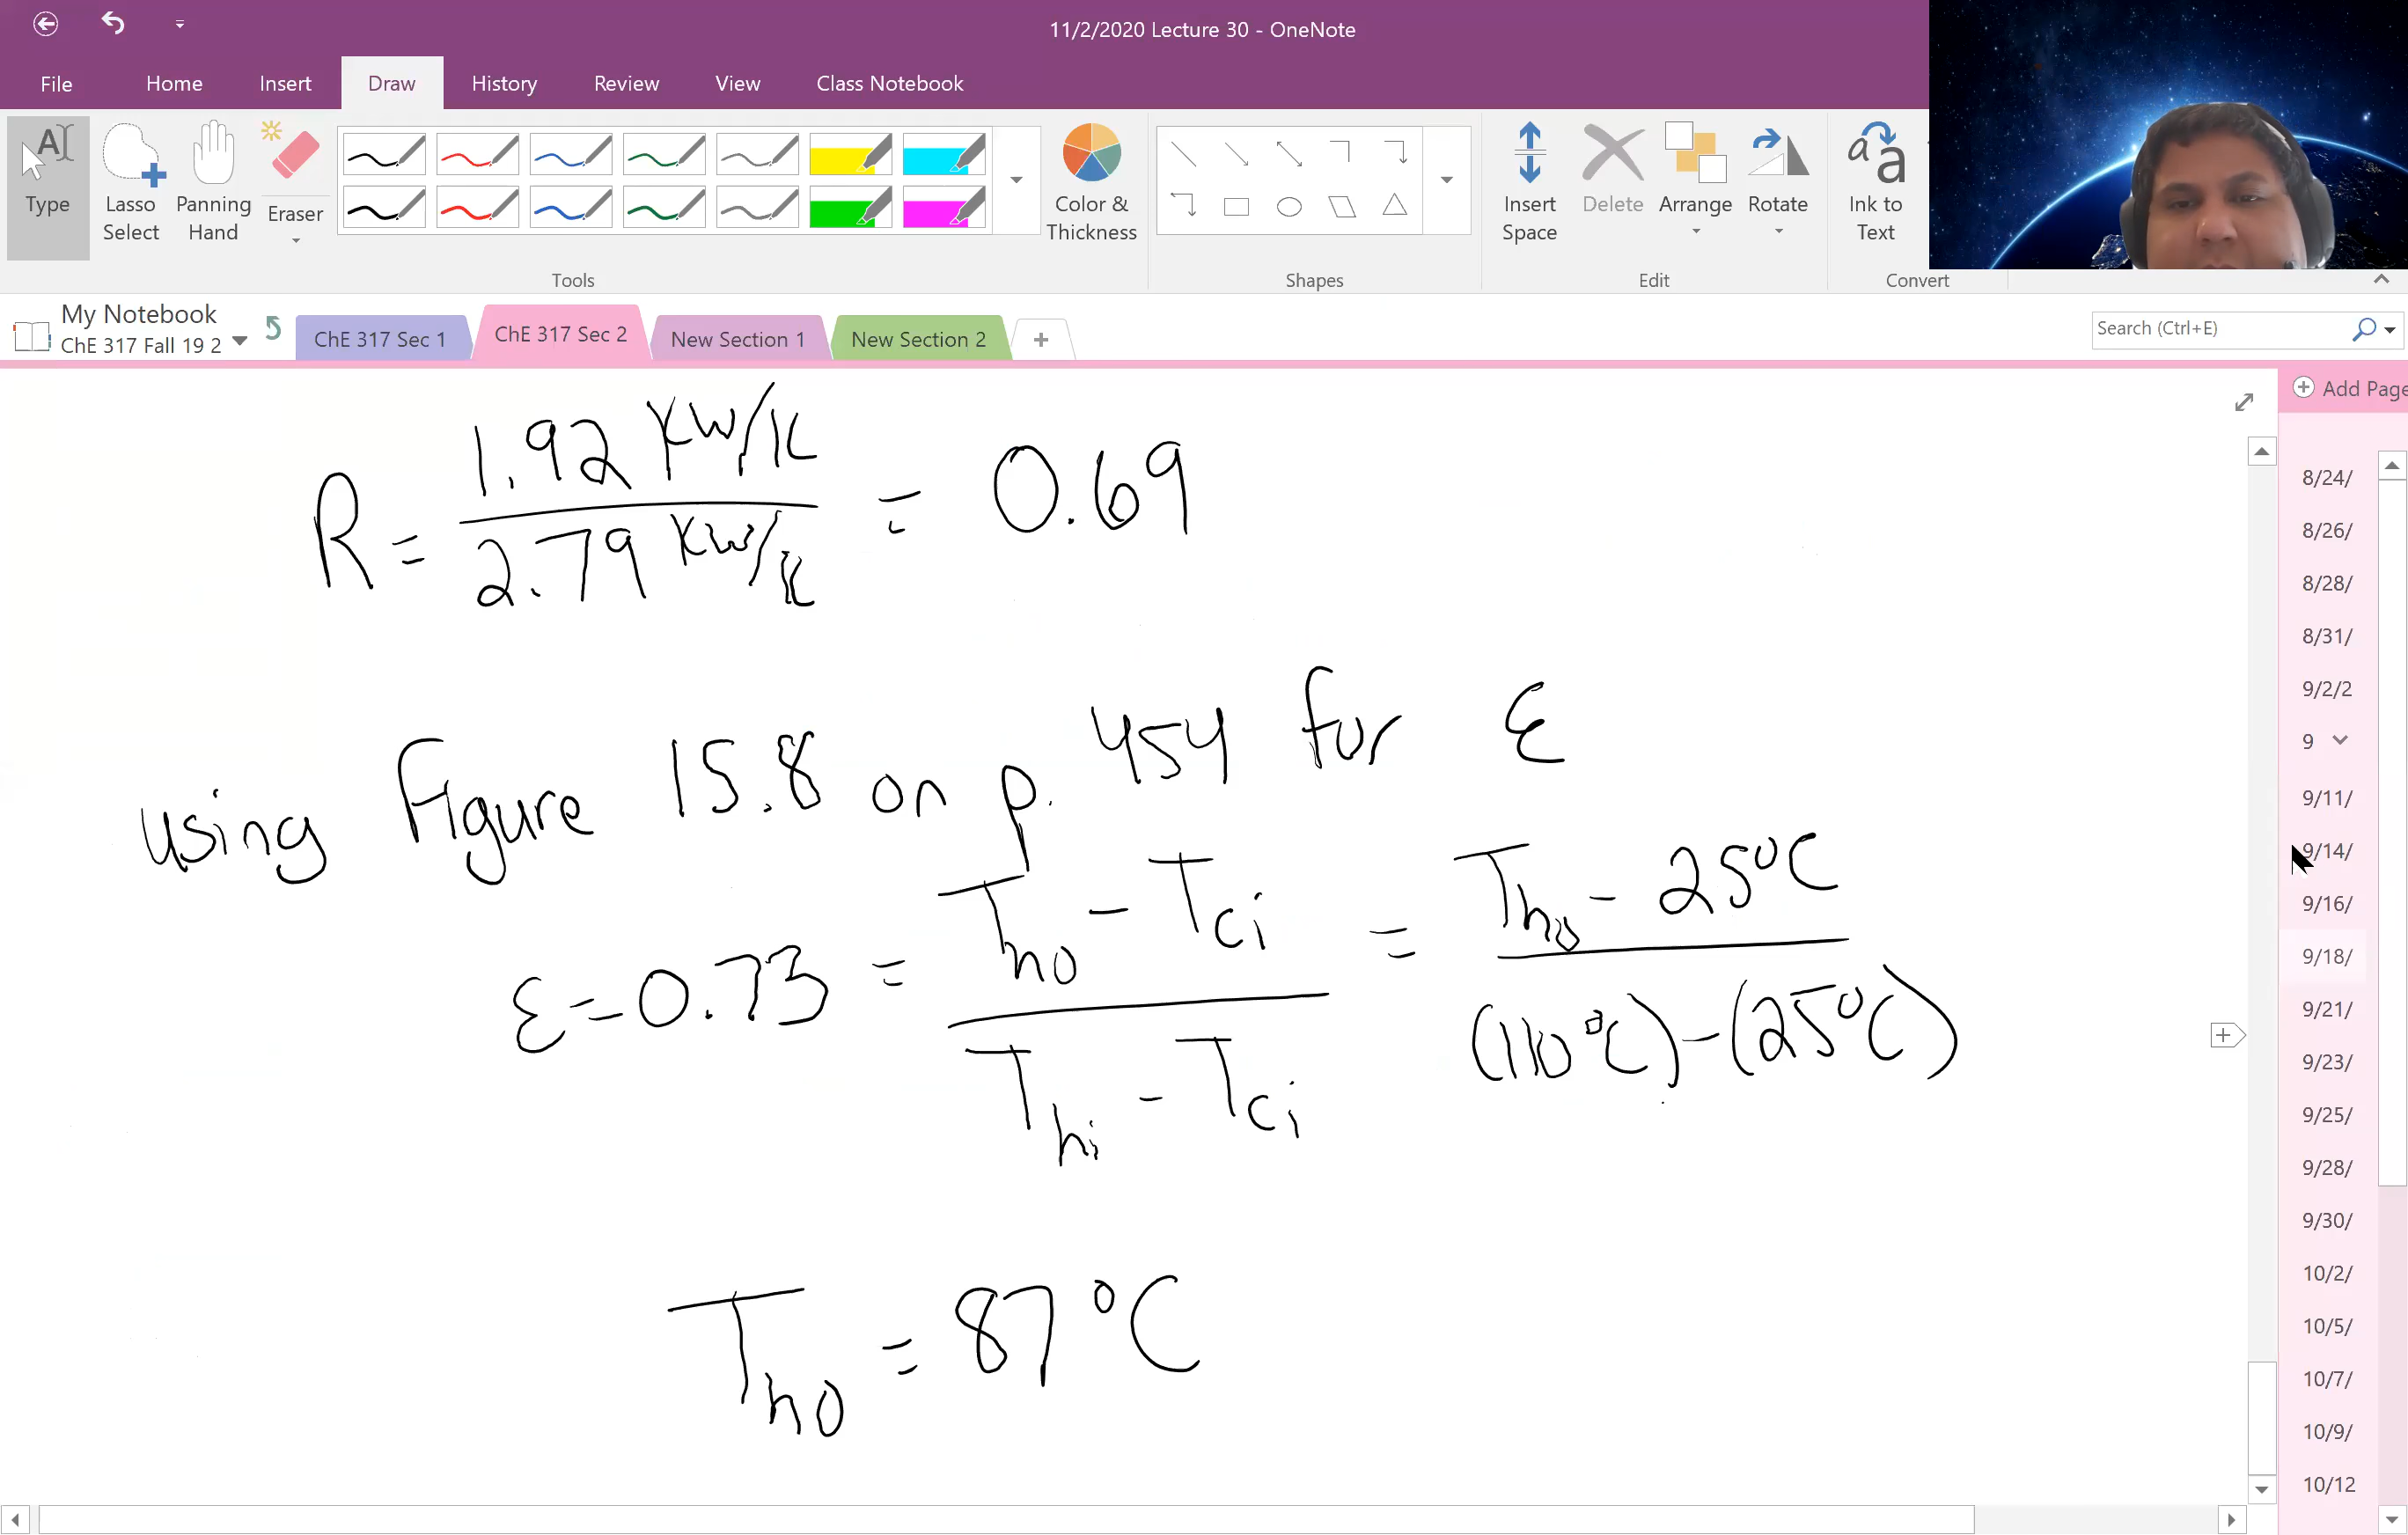 11/2/2020 Lecture 30 - OneNote
File Home Insert Draw History Review View Class Notebook
Type
Lasso Select
Panning Hand
Eraser
Color & Thickness
Insert Space
Delete
Arrange
Rotate
Ink to Text
Tools
Shapes
Edit
Convert
My Notebook
ChE 317 Fall 19 2
ChE 317 Sec 1
ChE 317 Sec 2
New Section 1
New Section 2
Search (Ctrl+E)
Add Page
8/24/
8/26/
8/28/
8/31/
9/2/2
9
9/11/
9/14/
9/16/
9/18/
9/21/
9/23/
9/25/
9/28/
9/30/
10/2/
10/5/
10/7/
10/9/
10/12
R = 1.92 KW/K / 2.79 KW/K = 0.69
using Figure 15.8 on p. 454 for ε
ε = 0.73 = Tho - Tci / Thi - Tci = Tho - 25°C / (110°C) - (25°C)
Tho = 87°C